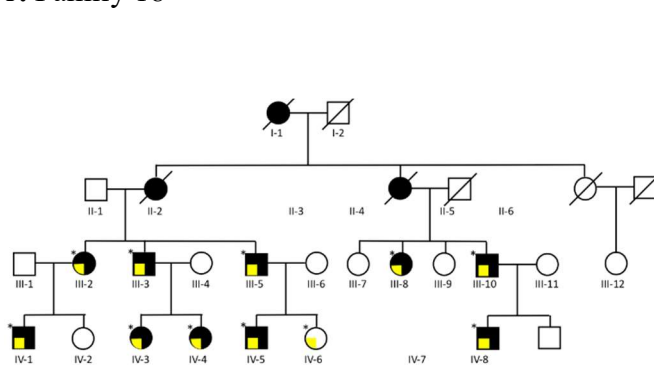 I-1 I-2
II-1 II-2 II-3 II-4 II-5 II-6
* * * * *
III-1 III-2 III-3 III-4 III-5 III-6 III-7 III-8 III-9 III-10 III-11 III-12
* * * * * *
IV-1 IV-2 IV-3 IV-4 IV-5 IV-6 IV-7 IV-8